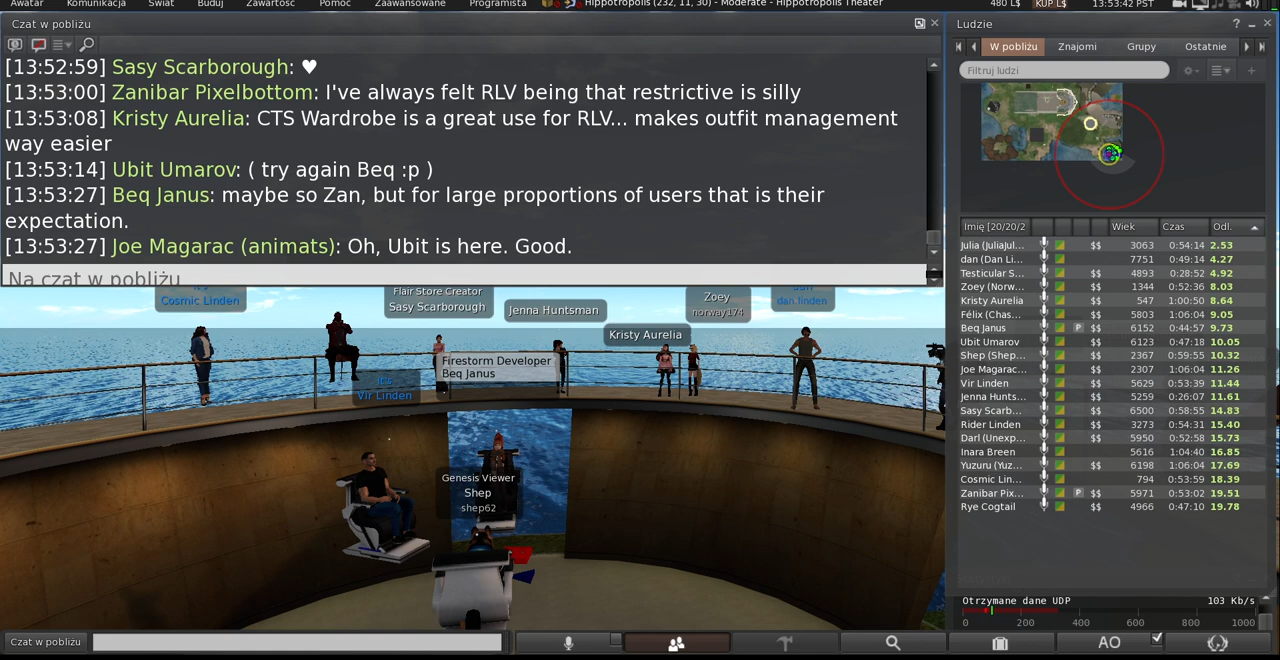 Awatar Komunikacja Świat Buduj Zawartość Pomoc Zaawansowane Programista Hippotropolis (232, 11, 30) - Moderate - Hippotropolis Theater 480 L$ KUP L$ 13:53:42 PST
Czat w pobliżu
[13:52:59] Sasy Scarborough: ♥
[13:53:00] Zanibar Pixelbottom: I've always felt RLV being that restrictive is silly
[13:53:08] Kristy Aurelia: CTS Wardrobe is a great use for RLV... makes outfit management
way easier
[13:53:14] Ubit Umarov: ( try again Beq :p )
[13:53:27] Beq Janus: maybe so Zan, but for large proportions of users that is their
expectation.
[13:53:27] Joe Magarac (animats): Oh, Ubit is here. Good.
Na czat w pobliżu
It's
Cosmic Linden
Flair Store Creator
Sasy Scarborough
Jenna Huntsman
Zoey
norway174
dan
dan.linden
Kristy Aurelia
Firestorm Developer
Beq Janus
It's
Vir Linden
Genesis Viewer
Shep
shep62
Czat w pobliżu
Ludzie
W pobliżu Znajomi Grupy Ostatnie
Filtruj ludzi
Imię [20/20/2 Wiek Czas Odl.
Julia (JuliaJul... $$ 3063 0:54:14 2.53
dan (Dan Li... 7751 0:49:14 4.27
Testicular S... $$ 4893 0:28:52 4.92
Zoey (Norw... $$ 1344 0:52:36 8.03
Kristy Aurelia 547 1:00:50 8.64
Félix (Chas... $$ 5803 1:06:04 9.05
Beq Janus P $$ 6152 0:44:57 9.73
Ubit Umarov $$ 6123 0:47:18 10.05
Shep (Shep... $$ 2367 0:59:55 10.32
Joe Magarac... $$ 2307 1:06:04 11.26
Vir Linden $$ 5629 0:53:39 11.44
Jenna Hunts... $$ 5259 0:26:07 11.61
Sasy Scarb... $$ 6500 0:58:55 14.83
Rider Linden $$ 3273 0:54:31 15.40
Darl (Unexp... $$ 5950 0:52:58 15.73
Inara Breen 5616 1:04:40 16.85
Yuzuru (Yuz... $$ 6198 1:06:04 17.69
Cosmic Lin... 794 0:53:59 18.39
Zanibar Pix... P $$ 5971 0:53:02 19.51
Rye Cogtail $$ 4966 0:47:10 19.78
Otrzymane dane UDP 103 Kb/s
0 200 400 600 800 1000
AO